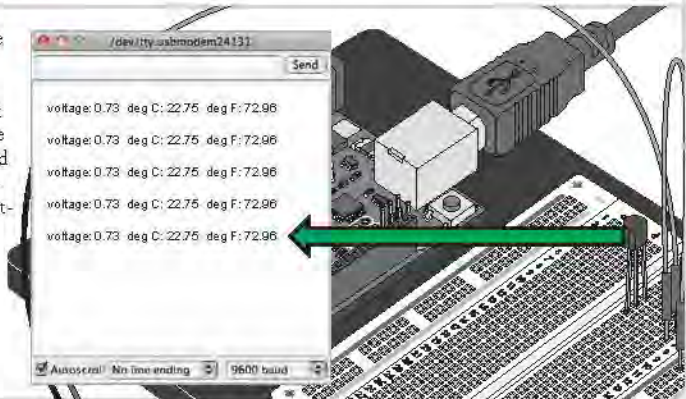 /dev/tty.usbmodem24131
Send
voltage: 0.73 deg C: 22.75 deg F: 72.96
voltage: 0.73 deg C: 22.75 deg F: 72.96
voltage: 0.73 deg C: 22.75 deg F: 72.96
voltage: 0.73 deg C: 22.75 deg F: 72.96
voltage: 0.73 deg C: 22.75 deg F: 72.96
Autoscroll No line ending 9600 baud